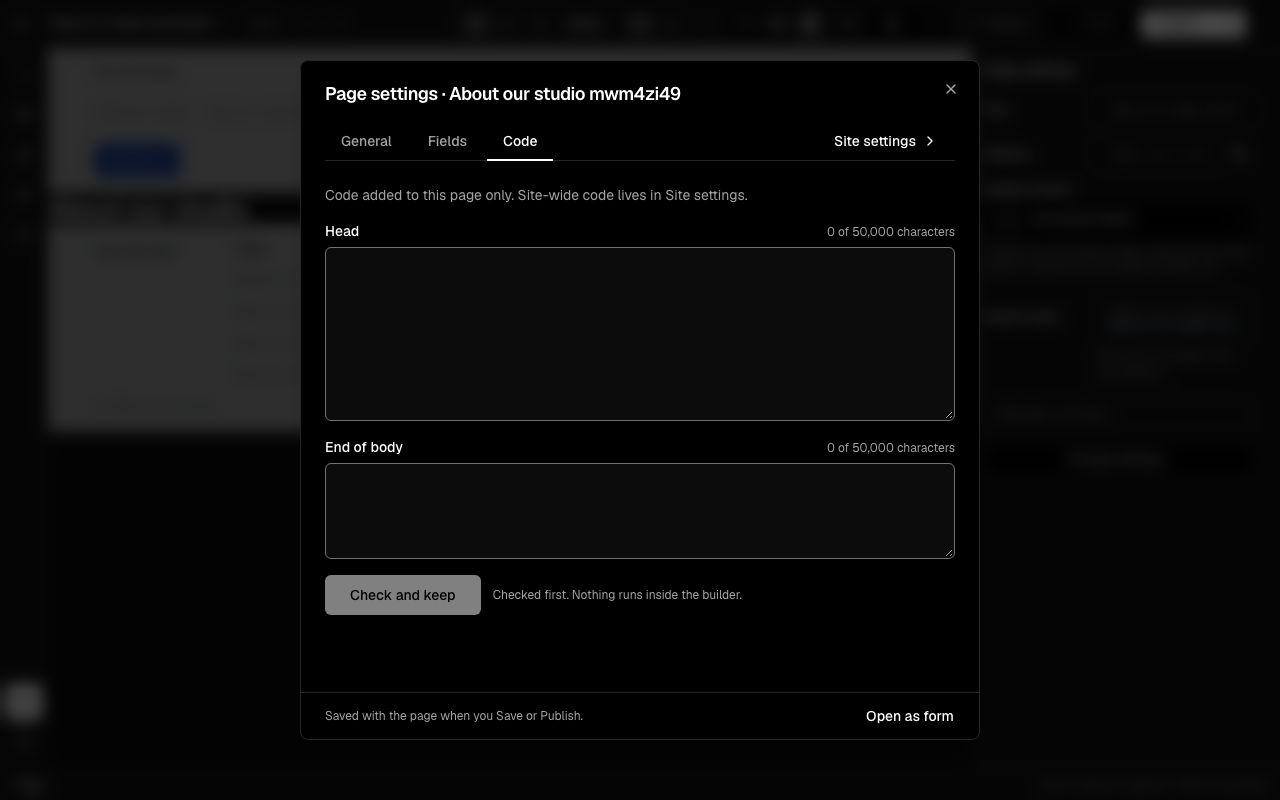 Page settings · About our studio mwm4zi49
General
Fields
Code
Site settings
Code added to this page only. Site-wide code lives in Site settings.
Head
0 of 50,000 characters
End of body
0 of 50,000 characters
Check and keep
Checked first. Nothing runs inside the builder.
Saved with the page when you Save or Publish.
Open as form